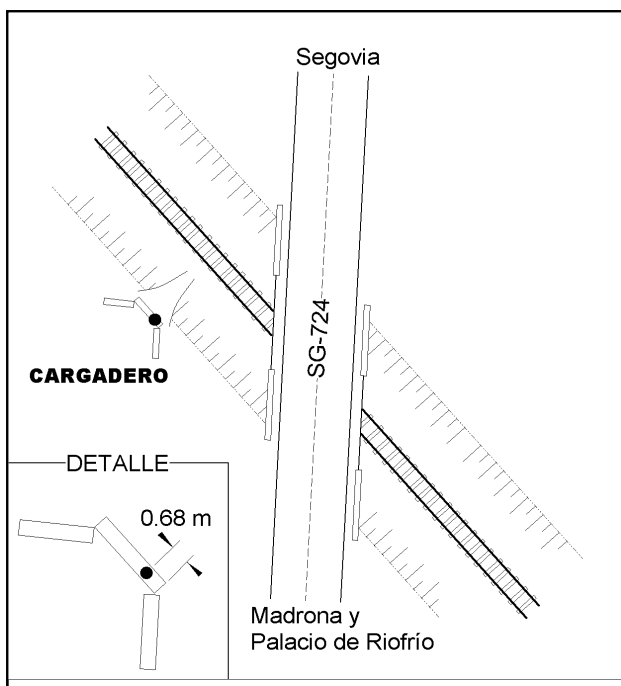 Segovia
SG-724
CARGADERO
DETALLE
0.68 m
Madrona y
Palacio de Riofrío